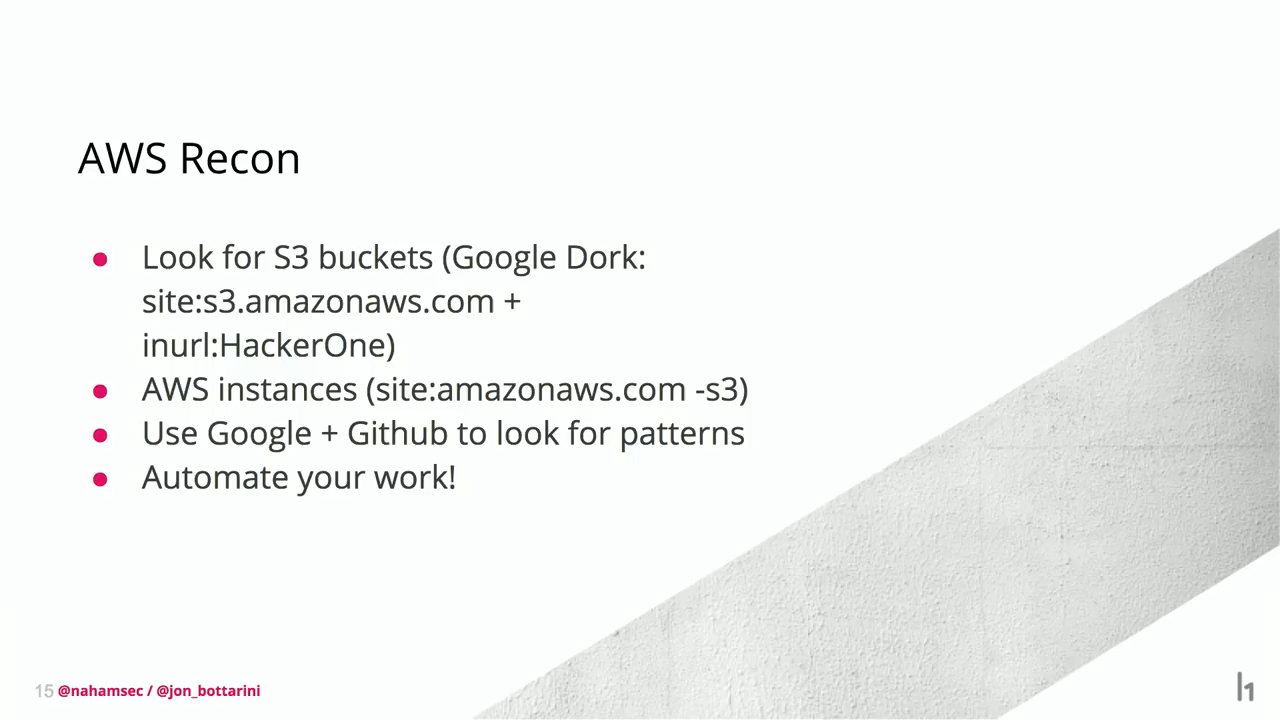 AWS Recon
● Look for S3 buckets (Google Dork:
site:s3.amazonaws.com +
inurl:HackerOne)
● AWS instances (site:amazonaws.com -s3)
● Use Google + Github to look for patterns
● Automate your work!
15 @nahamsec / @jon_bottarini
h1